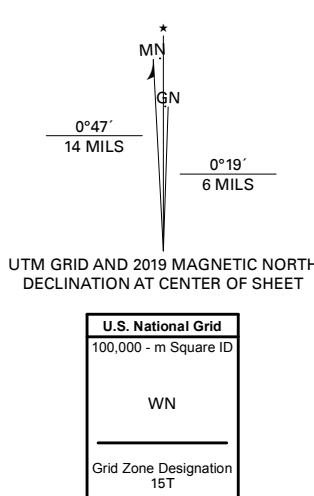 MN
GN
0°47´
14 MILS
0°19´
6 MILS
UTM GRID AND 2019 MAGNETIC NORTH
DECLINATION AT CENTER OF SHEET
U.S. National Grid
100,000 - m Square ID
WN
Grid Zone Designation
15T